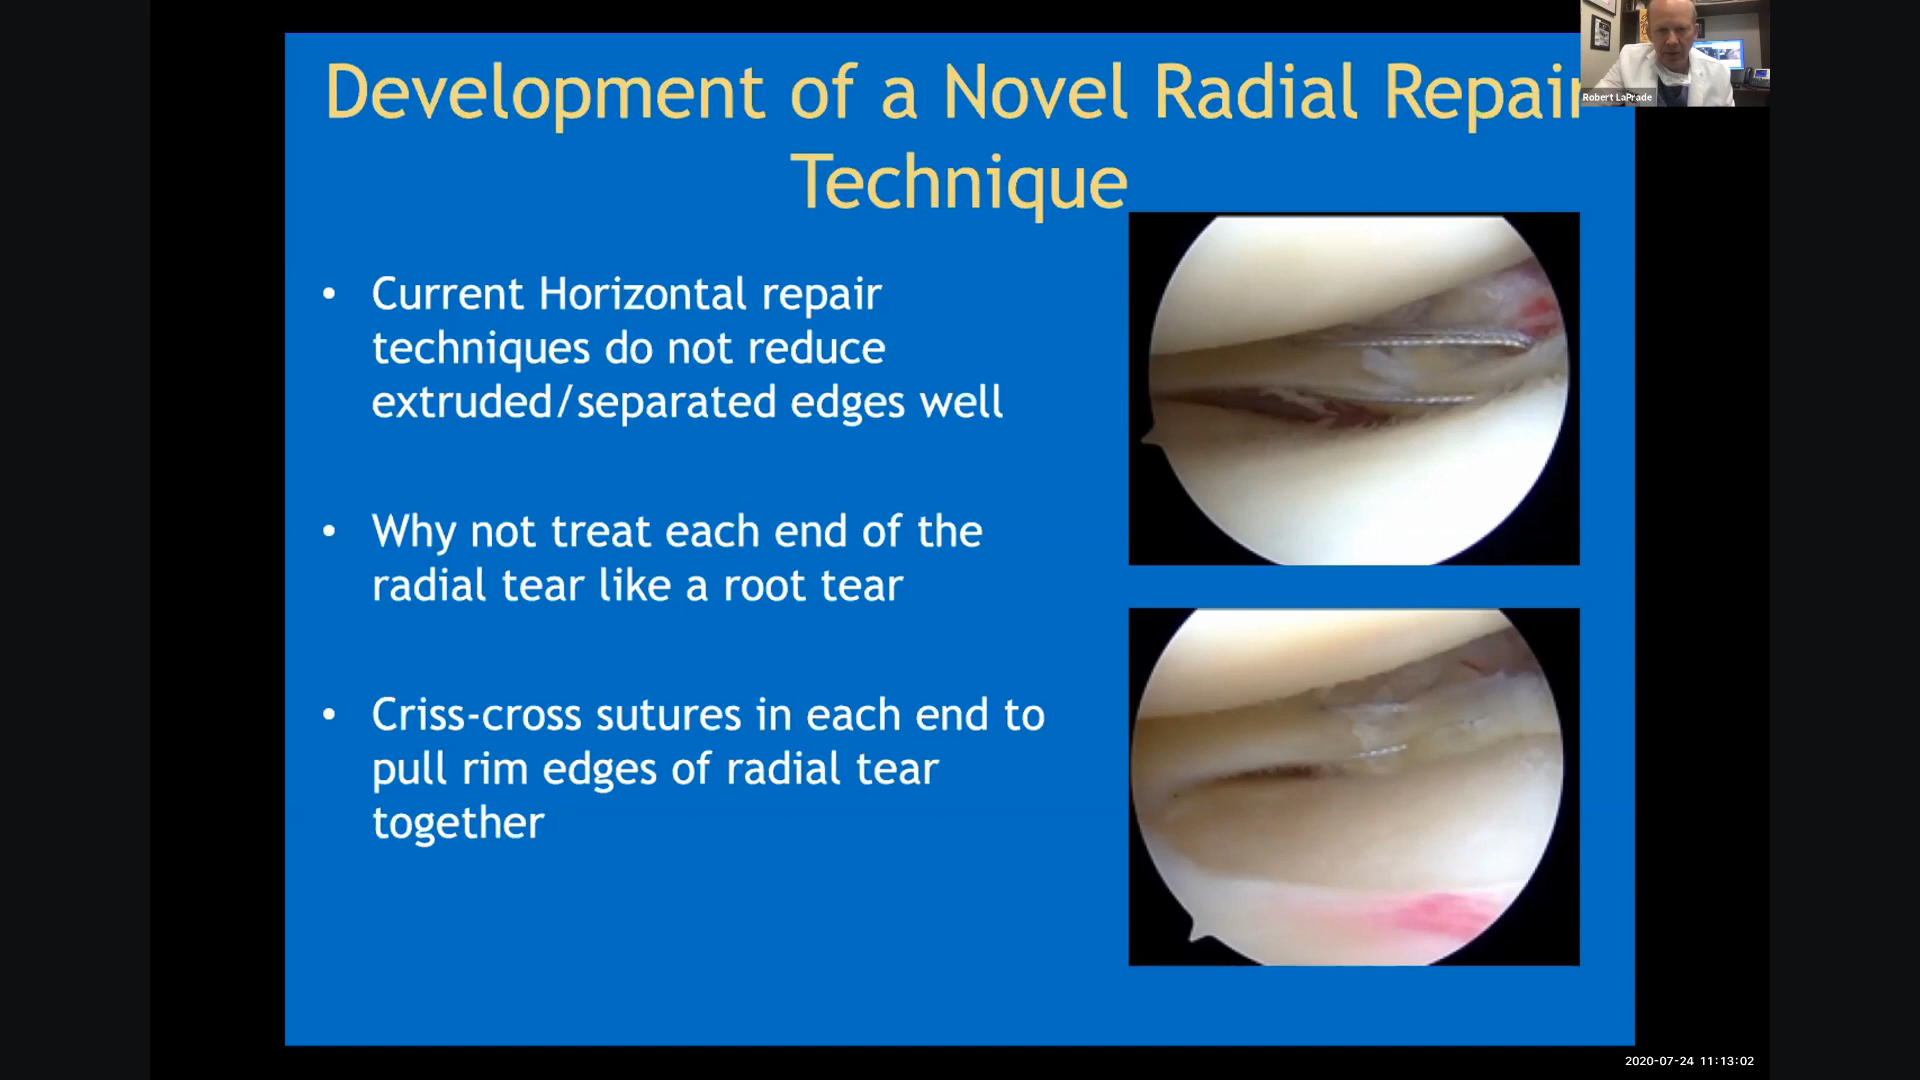 Development of a Novel Radial Repair
Technique
Robert LaPrade
• Current Horizontal repair
techniques do not reduce
extruded/separated edges well
• Why not treat each end of the
radial tear like a root tear
• Criss-cross sutures in each end to
pull rim edges of radial tear
together
2020-07-24 11:13:02